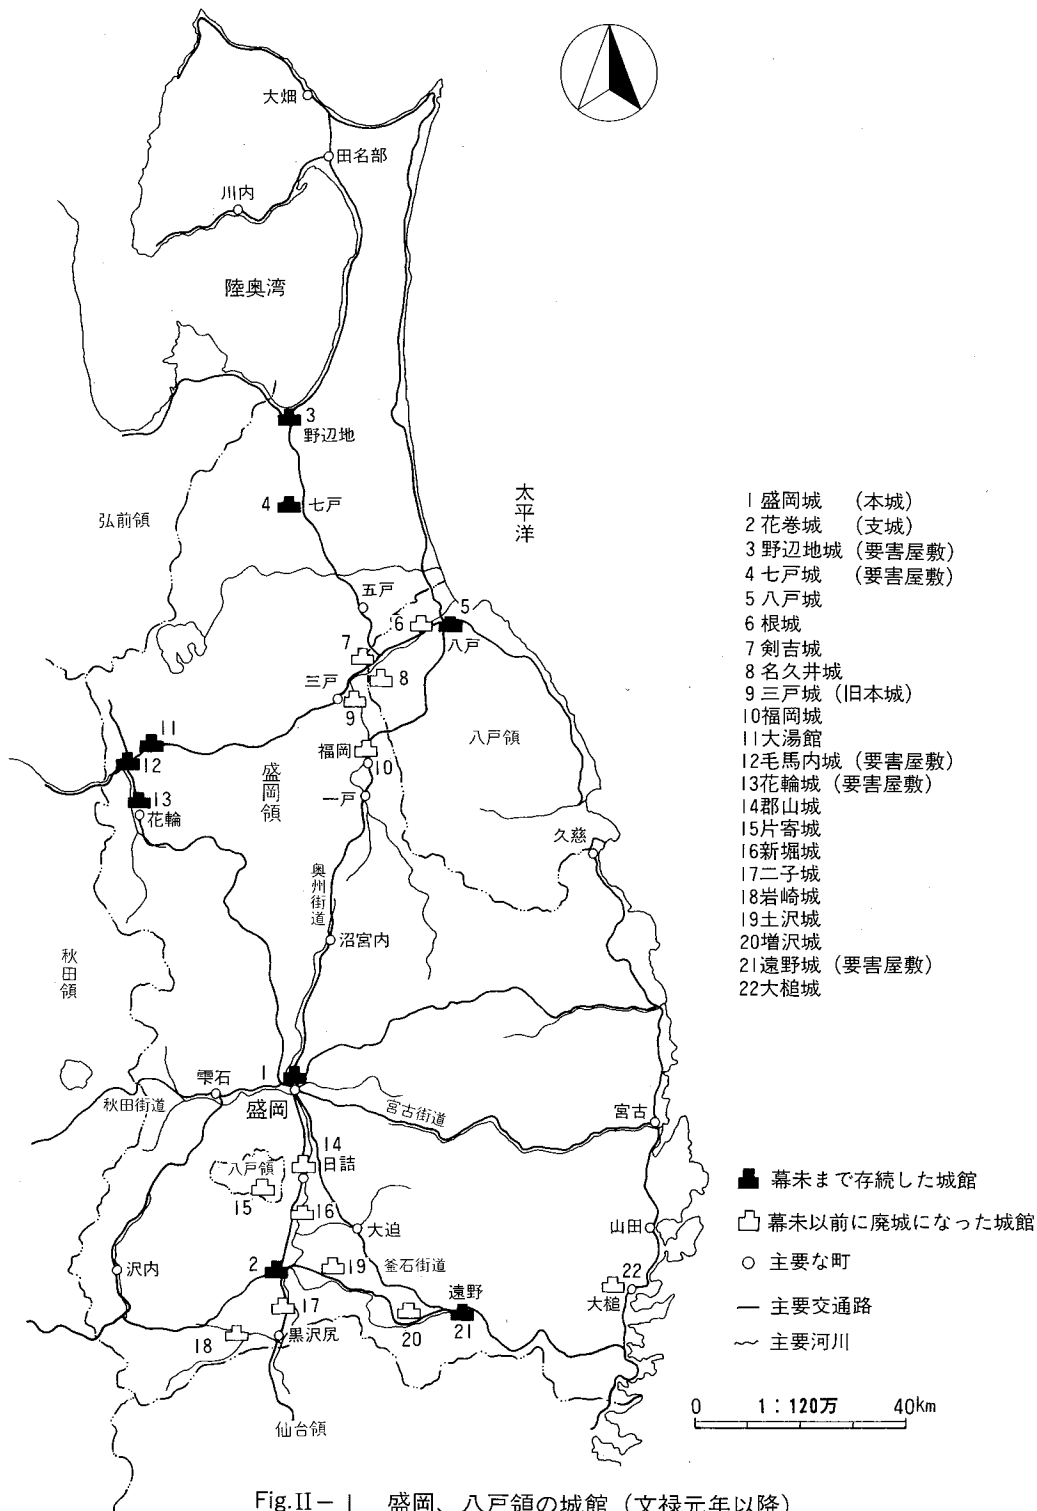 大畑
田名部
川内
陸奥湾
3
野辺地
4 七戸
弘前領
太平洋
五戸
5
6
八戸
7
8
三戸
9
11
12
13
花輪
福岡
10
盛岡領
八戸領
一戸
久慈
奥州街道
沼宮内
秋田領
雫石
1
秋田街道
盛岡
宮古街道
宮古
14
日詰
八戸領
15
16
大迫
山田
沢内
2
19
釜石街道
22
大槌
遠野
17
20
21
18
黒沢尻
仙台領
1 盛岡城 (本城)
2 花巻城 (支城)
3 野辺地城 (要害屋敷)
4 七戸城 (要害屋敷)
5 八戸城
6 根城
7 剣吉城
8 名久井城
9 三戸城 (旧本城)
10 福岡城
11 大湯館
12 毛馬内城 (要害屋敷)
13 花輪城 (要害屋敷)
14 郡山城
15 片寄城
16 新堀城
17 二子城
18 岩崎城
19 土沢城
20 増沢城
21 遠野城 (要害屋敷)
22 大槌城
幕末まで存続した城館
幕末以前に廃城になった城館
主要な町
主要交通路
主要河川
0 1:120万 40km
Fig.II-1 盛岡、八戸領の城館 (文禄元年以降)